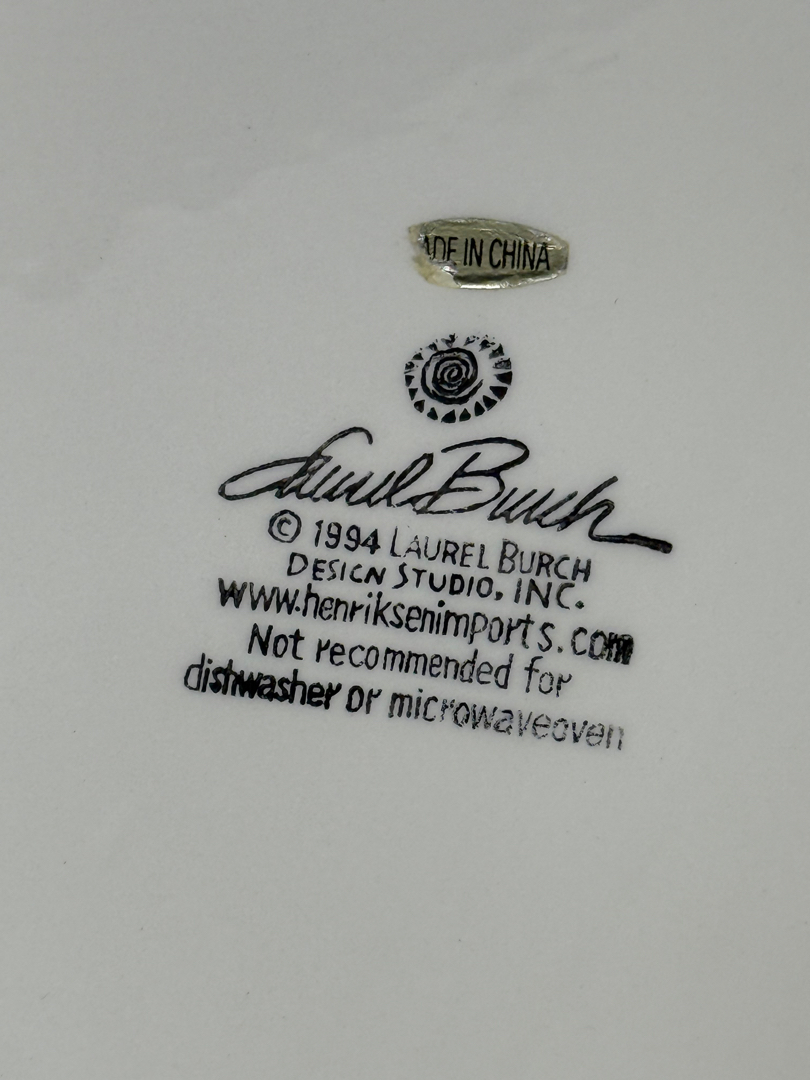 ADE IN CHINA
Laurel Burch
© 1994 LAUREL BURCH
DESIGN STUDIO, INC.
www.henriksenimports.com
Not recommended for
dishwasher or microwaveoven